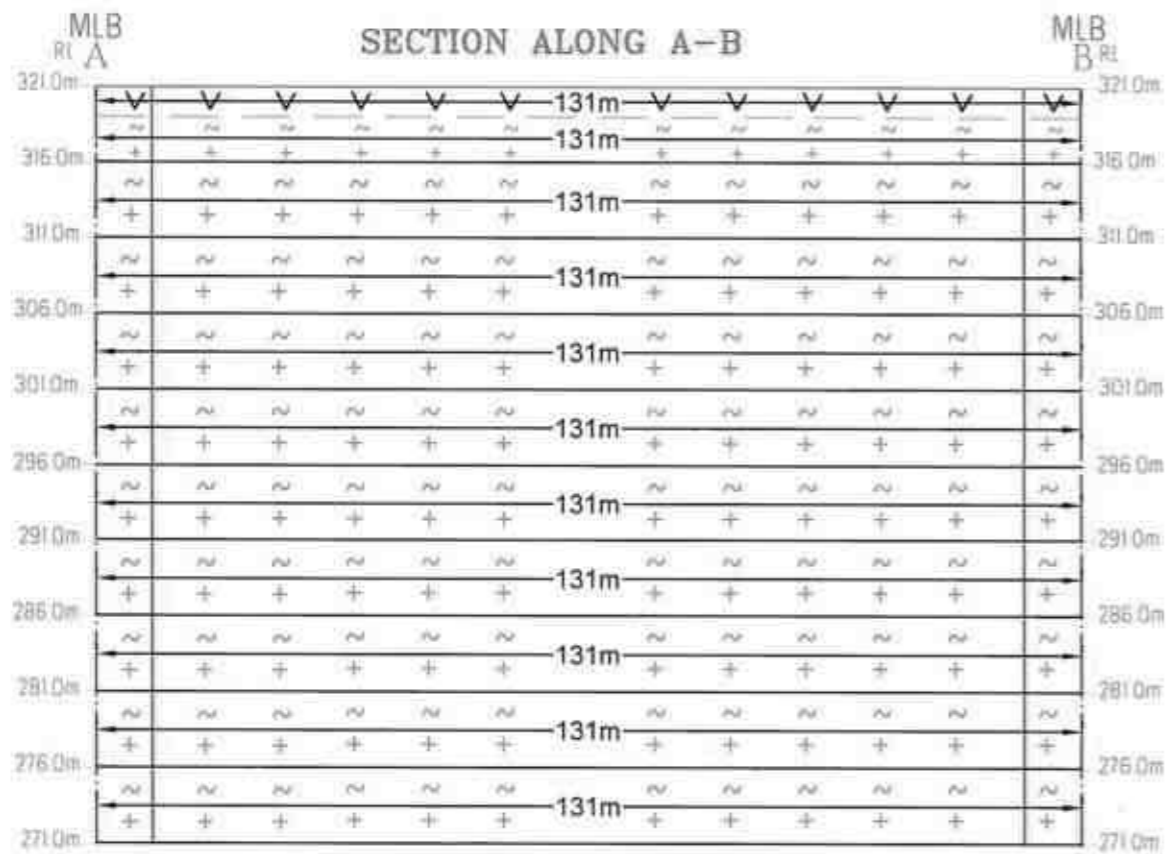 MLB MLB
SECTION ALONG A-B
RL A B RL
321.0m 131m 321.0m
131m
316.0m 316.0m
131m
311.0m 311.0m
131m
306.0m 306.0m
131m
301.0m 301.0m
131m
296.0m 296.0m
131m
291.0m 291.0m
131m
286.0m 286.0m
131m
281.0m 281.0m
131m
276.0m 276.0m
131m
271.0m 271.0m